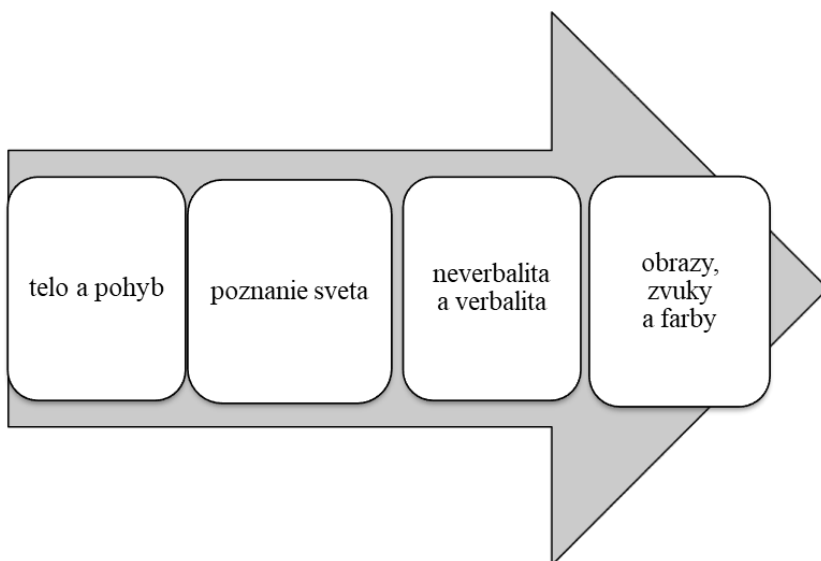 telo a pohyb
poznanie sveta
neverbalita
a verbalita
obrazy,
zvuky
a farby